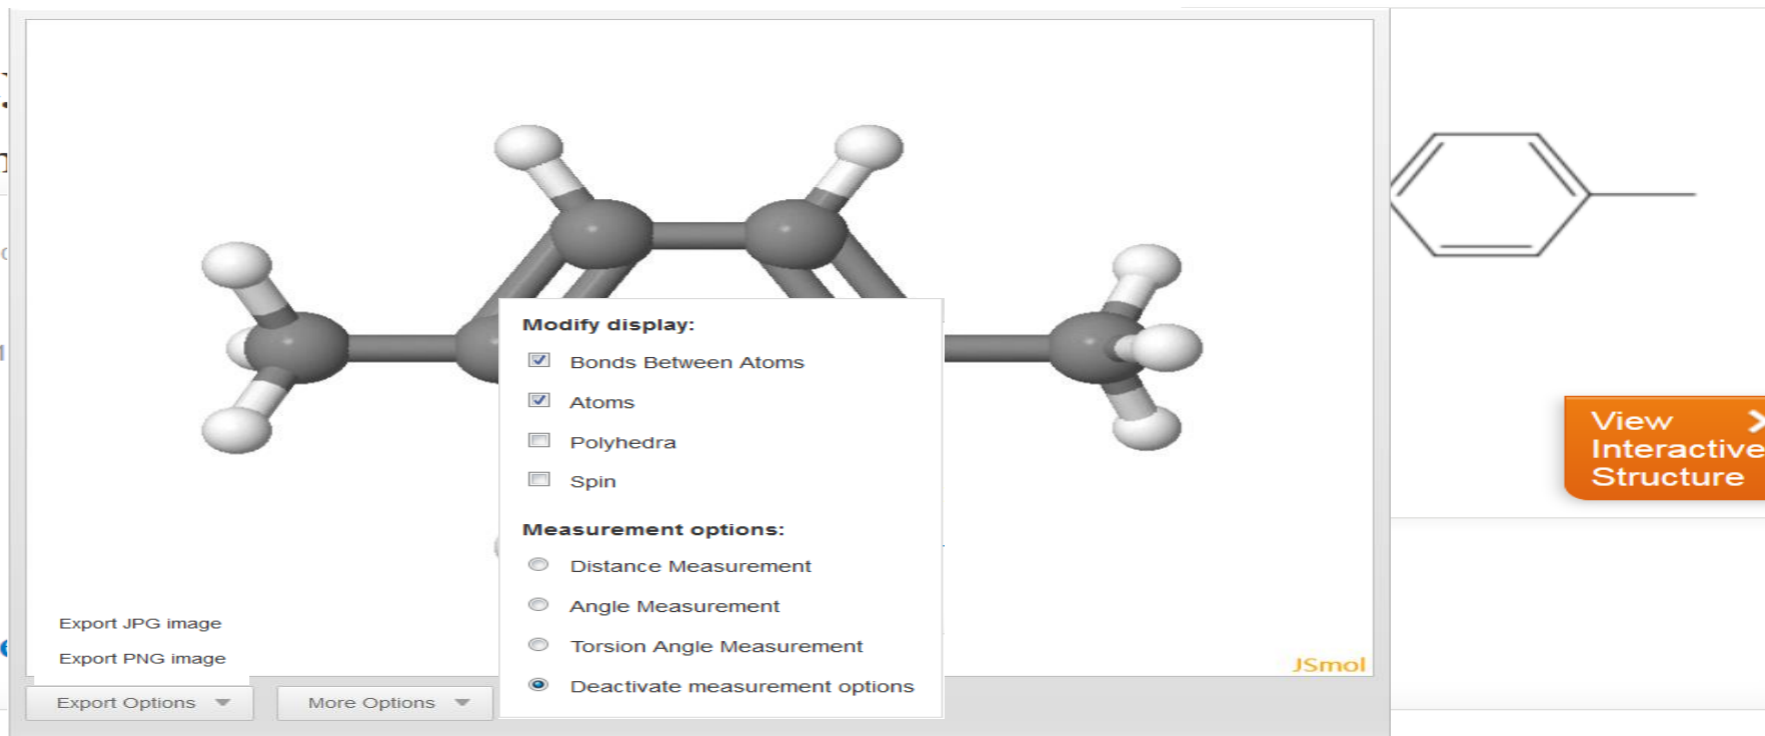 Modify display:
Bonds Between Atoms
Atoms
Polyhedra
Spin
Measurement options:
Distance Measurement
Angle Measurement
Torsion Angle Measurement
Deactivate measurement options
Export JPG image
Export PNG image
Export Options
More Options
JSmol
View
Interactive
Structure